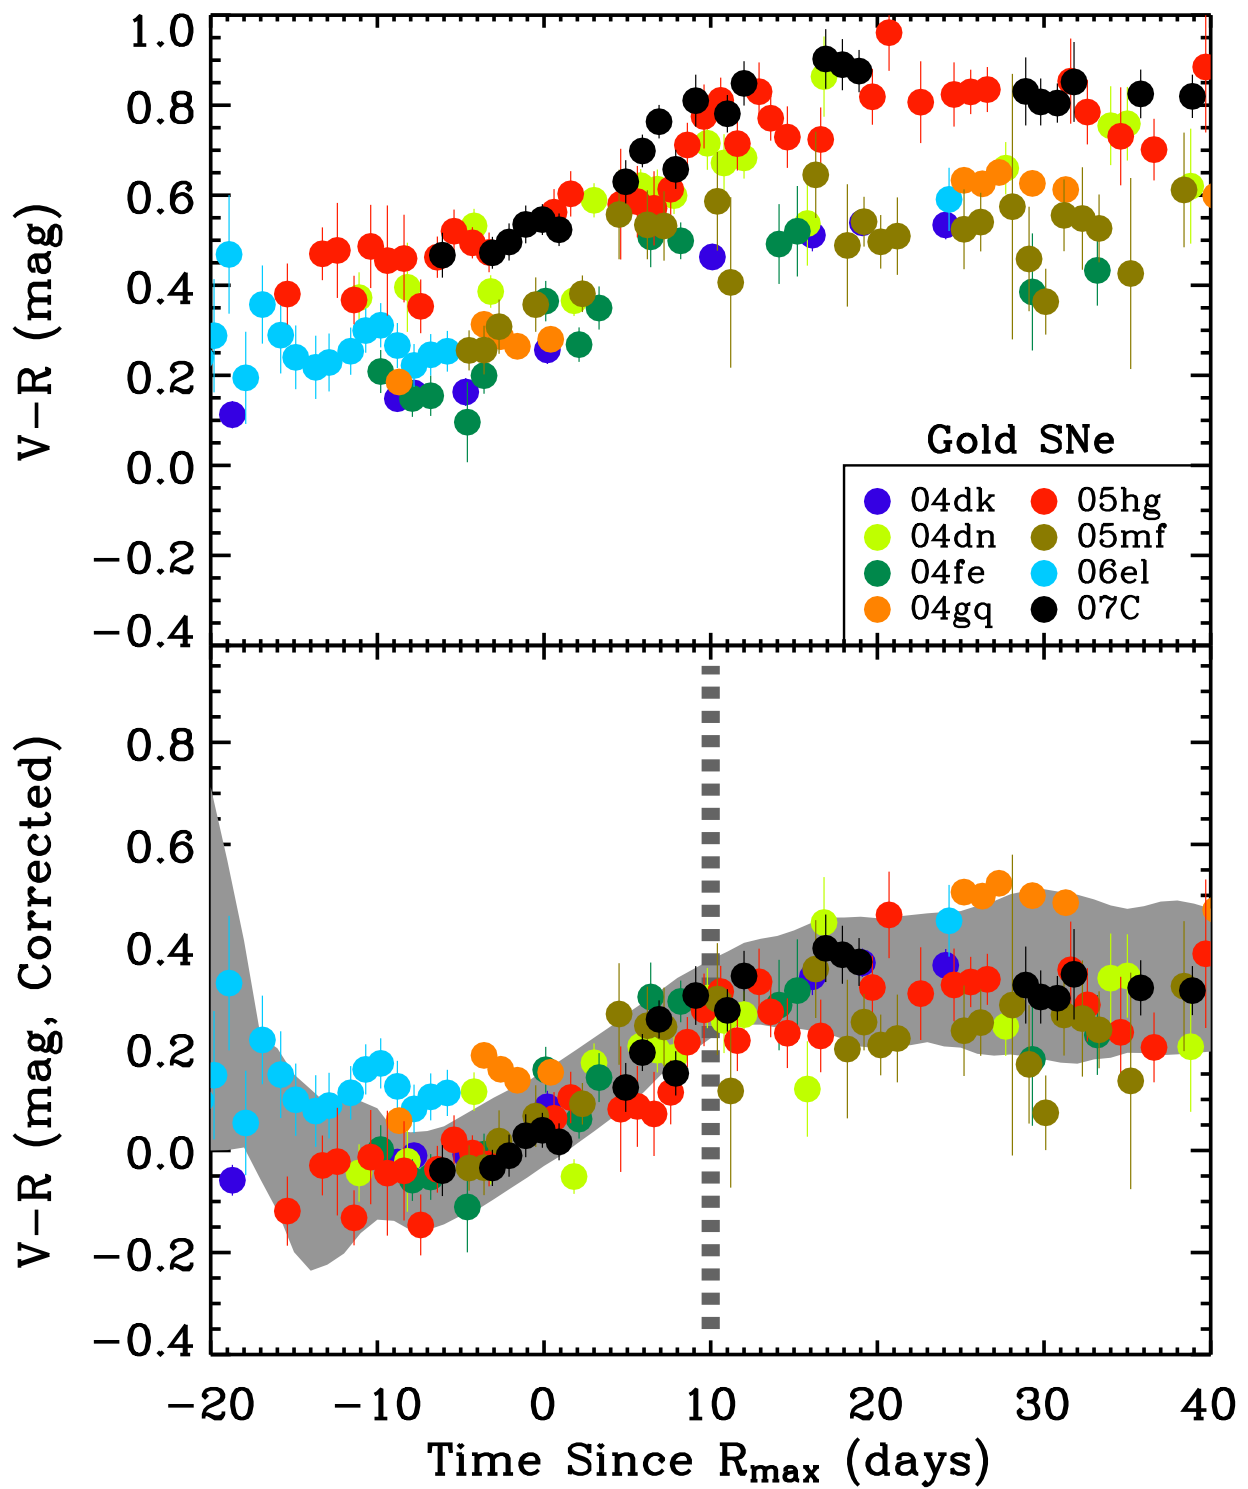 1.0
0.8
0.6
0.4
0.2
0.0
−0.2
−0.4
V−R (mag)
Gold SNe
04dk 05hg
04dn 05mf
04fe 06el
04gq 07C
0.8
0.6
0.4
0.2
0.0
−0.2
−0.4
V−R (mag, Corrected)
−20 −10 0 10 20 30 40
Time Since Rmax (days)